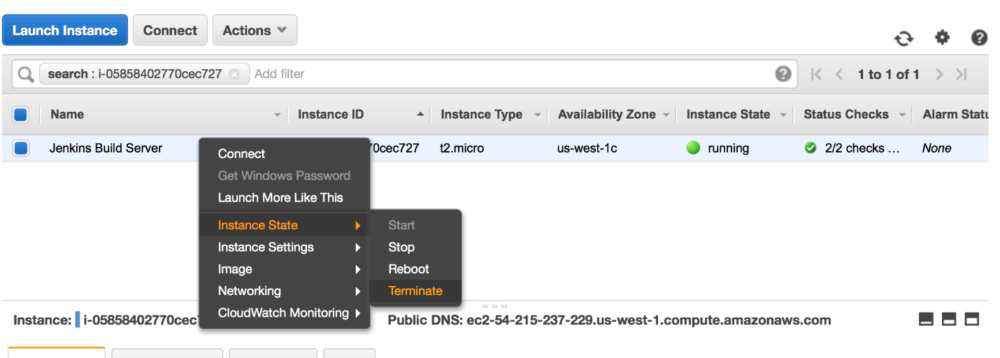 Launch Instance Connect Actions
search : i-05858402770cec727 Add filter 1 to 1 of 1
Name Instance ID Instance Type Availability Zone Instance State Status Checks Alarm Statu
Jenkins Build Server 70cec727 t2.micro us-west-1c running 2/2 checks ... None
Connect
Get Windows Password
Launch More Like This
Instance State Start
Instance Settings Stop
Image Reboot
Networking Terminate
CloudWatch Monitoring
Instance: i-05858402770cec7 Public DNS: ec2-54-215-237-229.us-west-1.compute.amazonaws.com